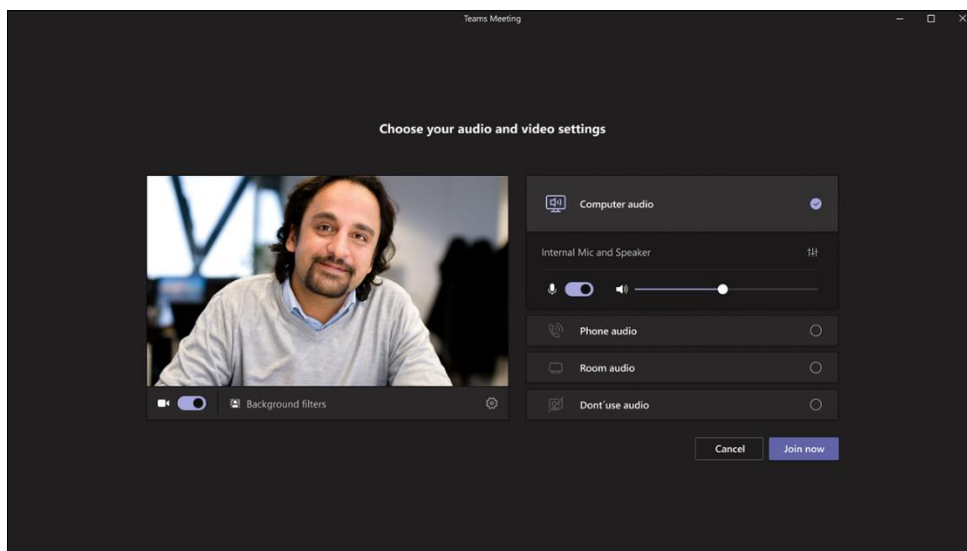 Teams Meeting
Choose your audio and video settings
Computer audio
Internal Mic and Speaker
Phone audio
Room audio
Dont´use audio
Background filters
Cancel
Join now